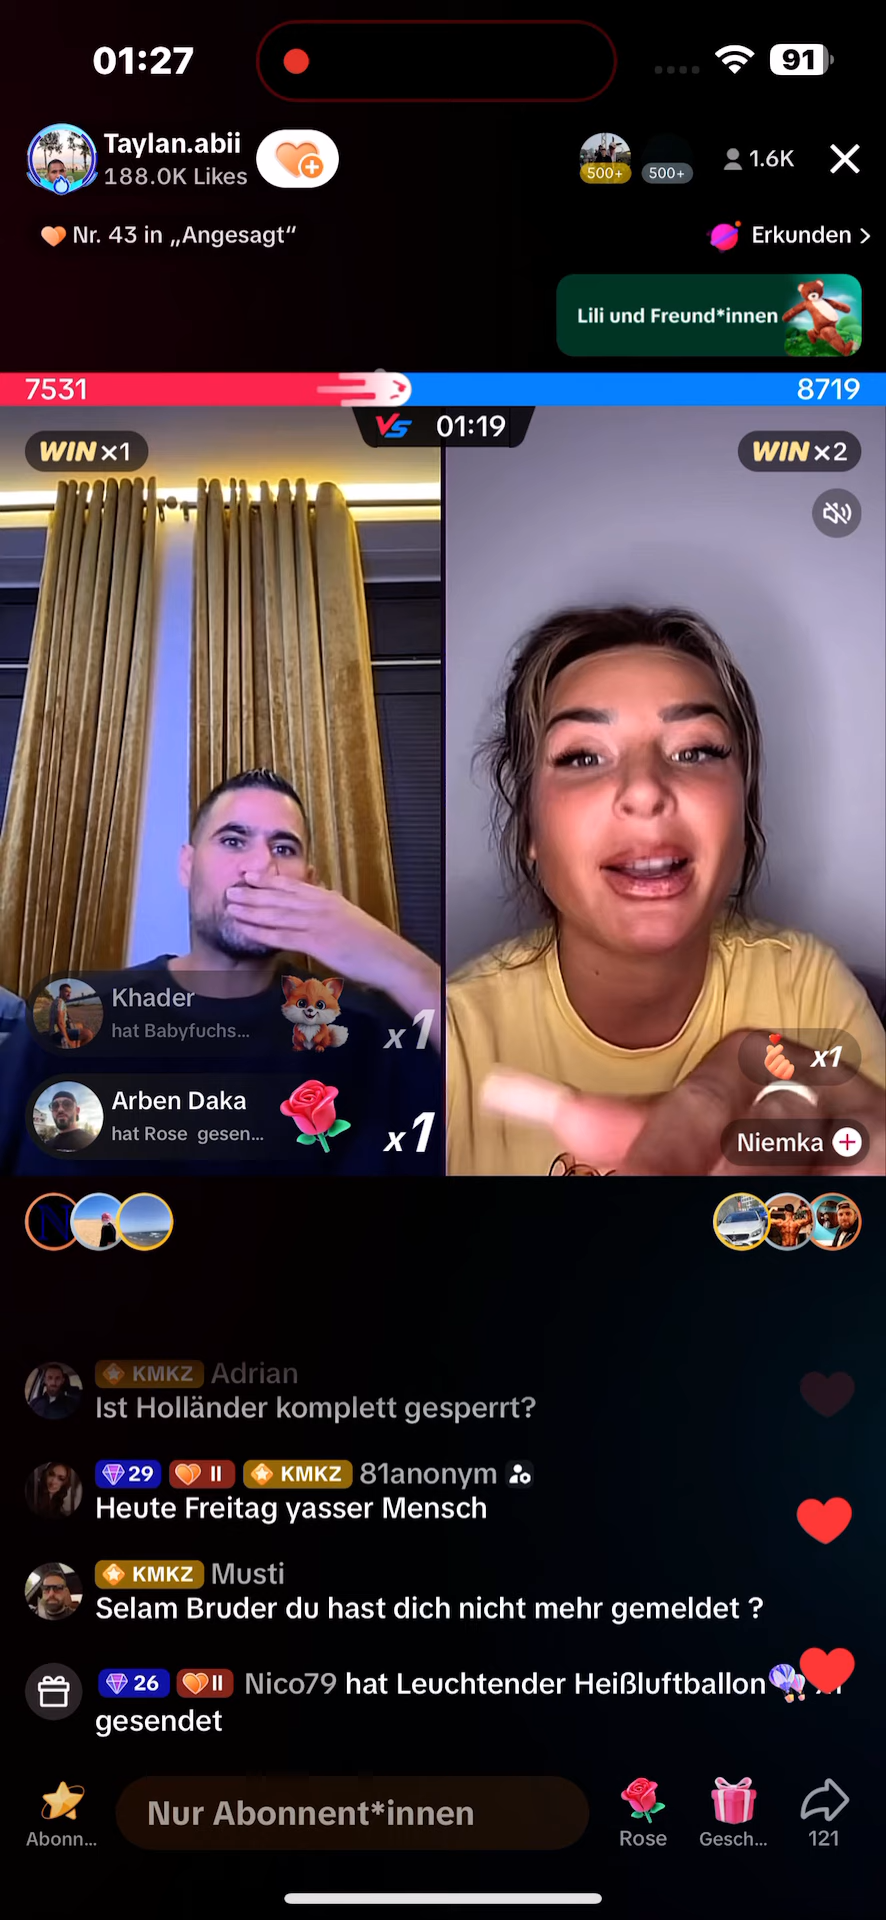 01:27
91
Taylan.abii
188.0K Likes
500+
500+
1.6K
Nr. 43 in „Angesagt“
Erkunden
Lili und Freund*innen
7531
8719
VS 01:19
WIN x1
WIN x2
Khader
hat Babyfuchs...
x1
Arben Daka
hat Rose gesen...
x1
x1
Niemka
N
KMKZ Adrian
Ist Holländer komplett gesperrt?
29 II KMKZ 81anonym
Heute Freitag yasser Mensch
KMKZ Musti
Selam Bruder du hast dich nicht mehr gemeldet ?
26 II Nico79 hat Leuchtender Heißluftballon
gesendet
Nur Abonnent*innen
Abonn...
Rose
Gesch...
121